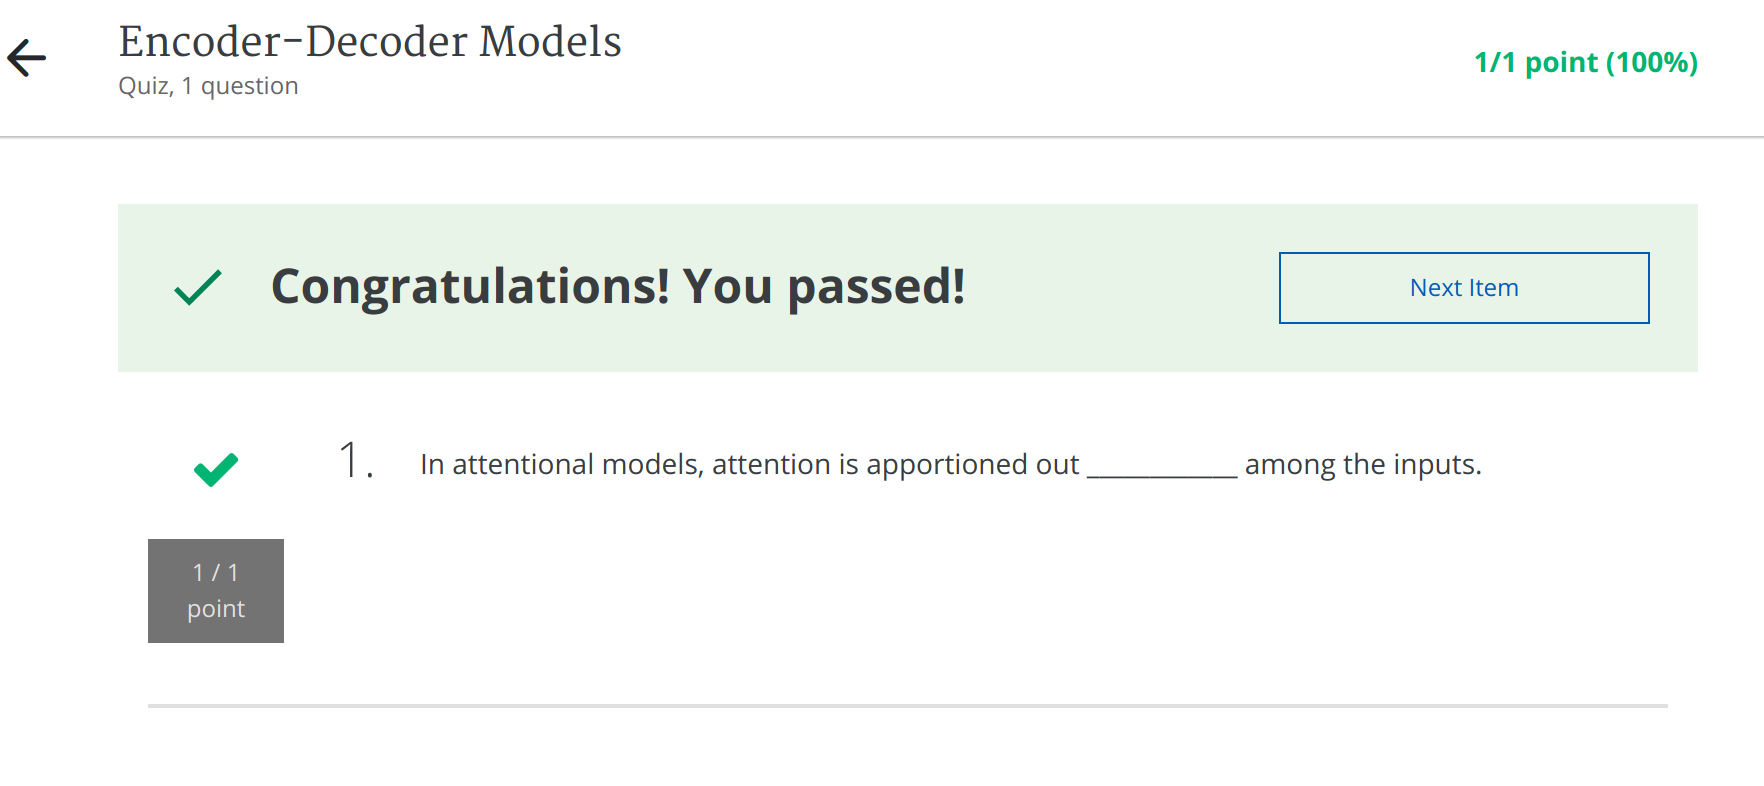 Encoder-Decoder Models
Quiz, 1 question
1/1 point (100%)
Congratulations! You passed!
Next Item
1. In attentional models, attention is apportioned out __________ among the inputs.
1 / 1
point